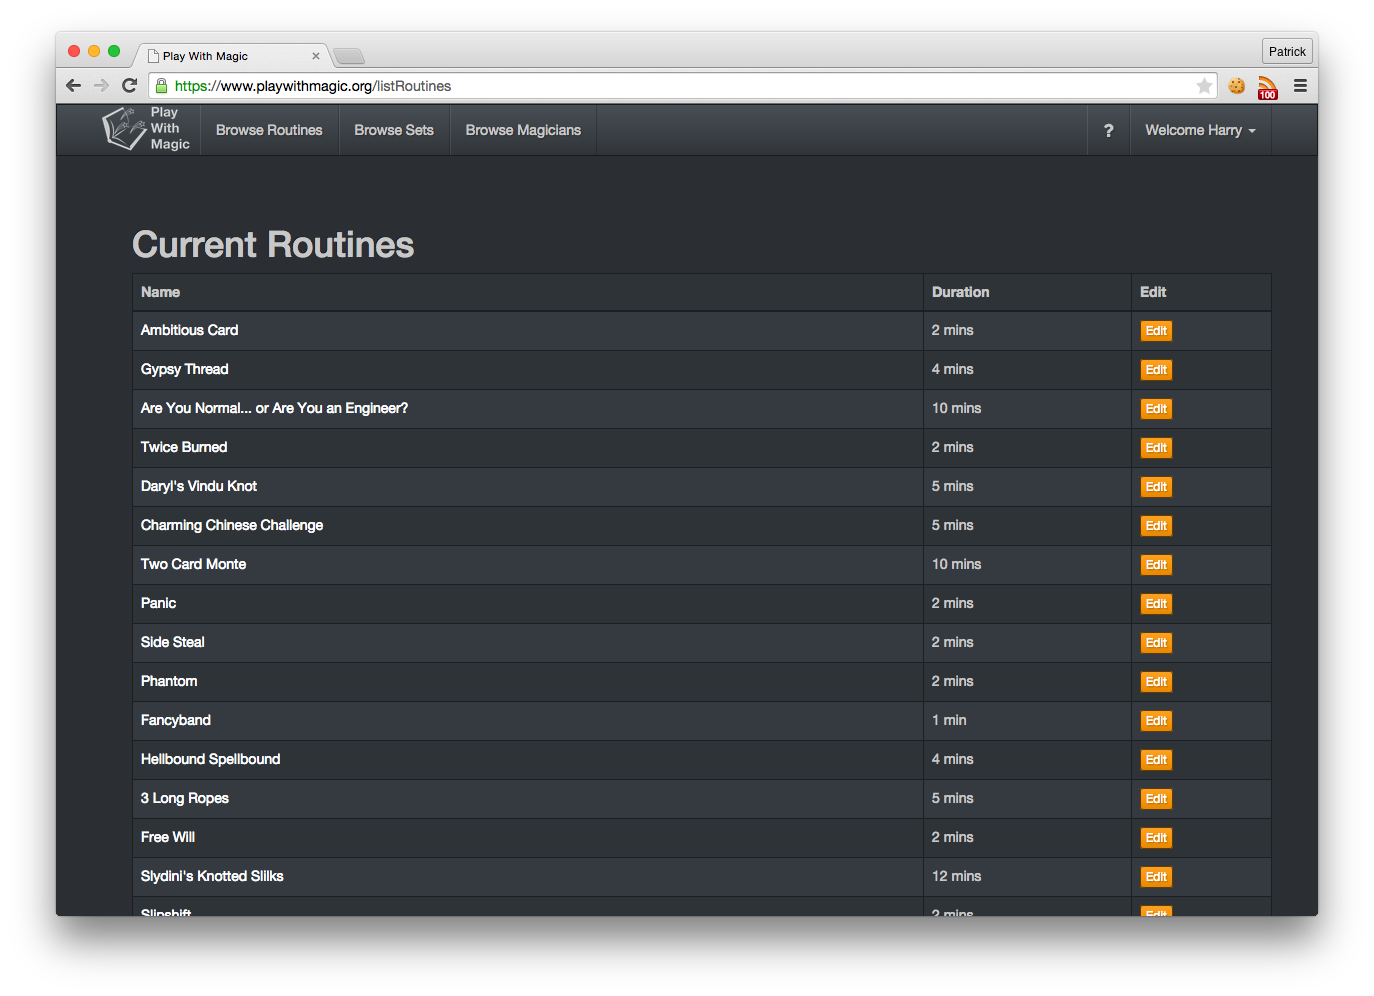 Play With Magic
Patrick
https://www.playwithmagic.org/listRoutines
100
Play
With
Magic
Browse Routines
Browse Sets
Browse Magicians
?
Welcome Harry
Current Routines
Name Duration Edit
Ambitious Card 2 mins Edit
Gypsy Thread 4 mins Edit
Are You Normal... or Are You an Engineer? 10 mins Edit
Twice Burned 2 mins Edit
Daryl's Vindu Knot 5 mins Edit
Charming Chinese Challenge 5 mins Edit
Two Card Monte 10 mins Edit
Panic 2 mins Edit
Side Steal 2 mins Edit
Phantom 2 mins Edit
Fancyband 1 min Edit
Hellbound Spellbound 4 mins Edit
3 Long Ropes 5 mins Edit
Free Will 2 mins Edit
Slydini's Knotted Slilks 12 mins Edit
Slipshift 2 mins Edit